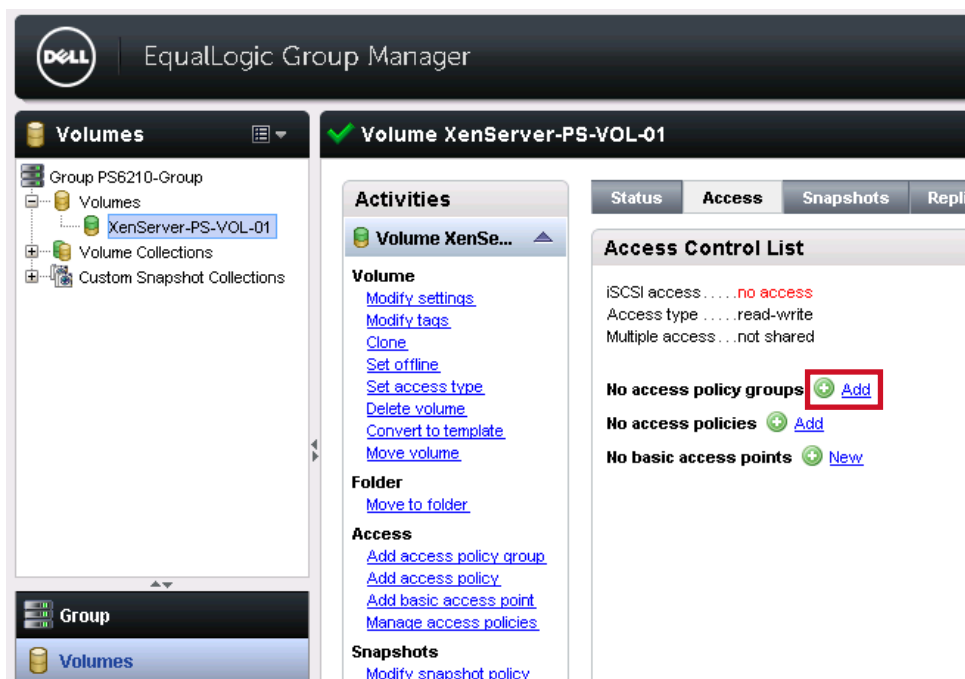 DELL
EqualLogic Group Manager
Volumes
Group PS6210-Group
Volumes
XenServer-PS-VOL-01
Volume Collections
Custom Snapshot Collections
Group
Volumes
Volume XenServer-PS-VOL-01
Activities
Volume XenSe...
Volume
Modify settings
Modify tags
Clone
Set offline
Set access type
Delete volume
Convert to template
Move volume
Folder
Move to folder
Access
Add access policy group
Add access policy
Add basic access point
Manage access policies
Snapshots
Modify snapshot policy
Status Access Snapshots Repli
Access Control List
iSCSI access.....no access
Access type .....read-write
Multiple access...not shared
No access policy groups Add
No access policies Add
No basic access points New